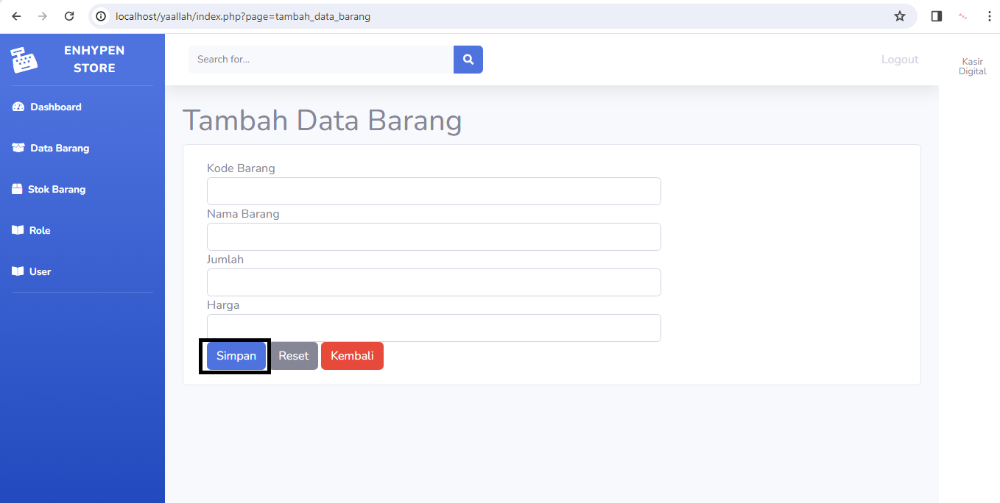 localhost/yaallah/index.php?page=tambah_data_barang
ENHYPEN
STORE
Search for...
Logout
Kasir
Digital
Dashboard
Data Barang
Stok Barang
Role
User
Tambah Data Barang
Kode Barang
Nama Barang
Jumlah
Harga
Simpan
Reset
Kembali